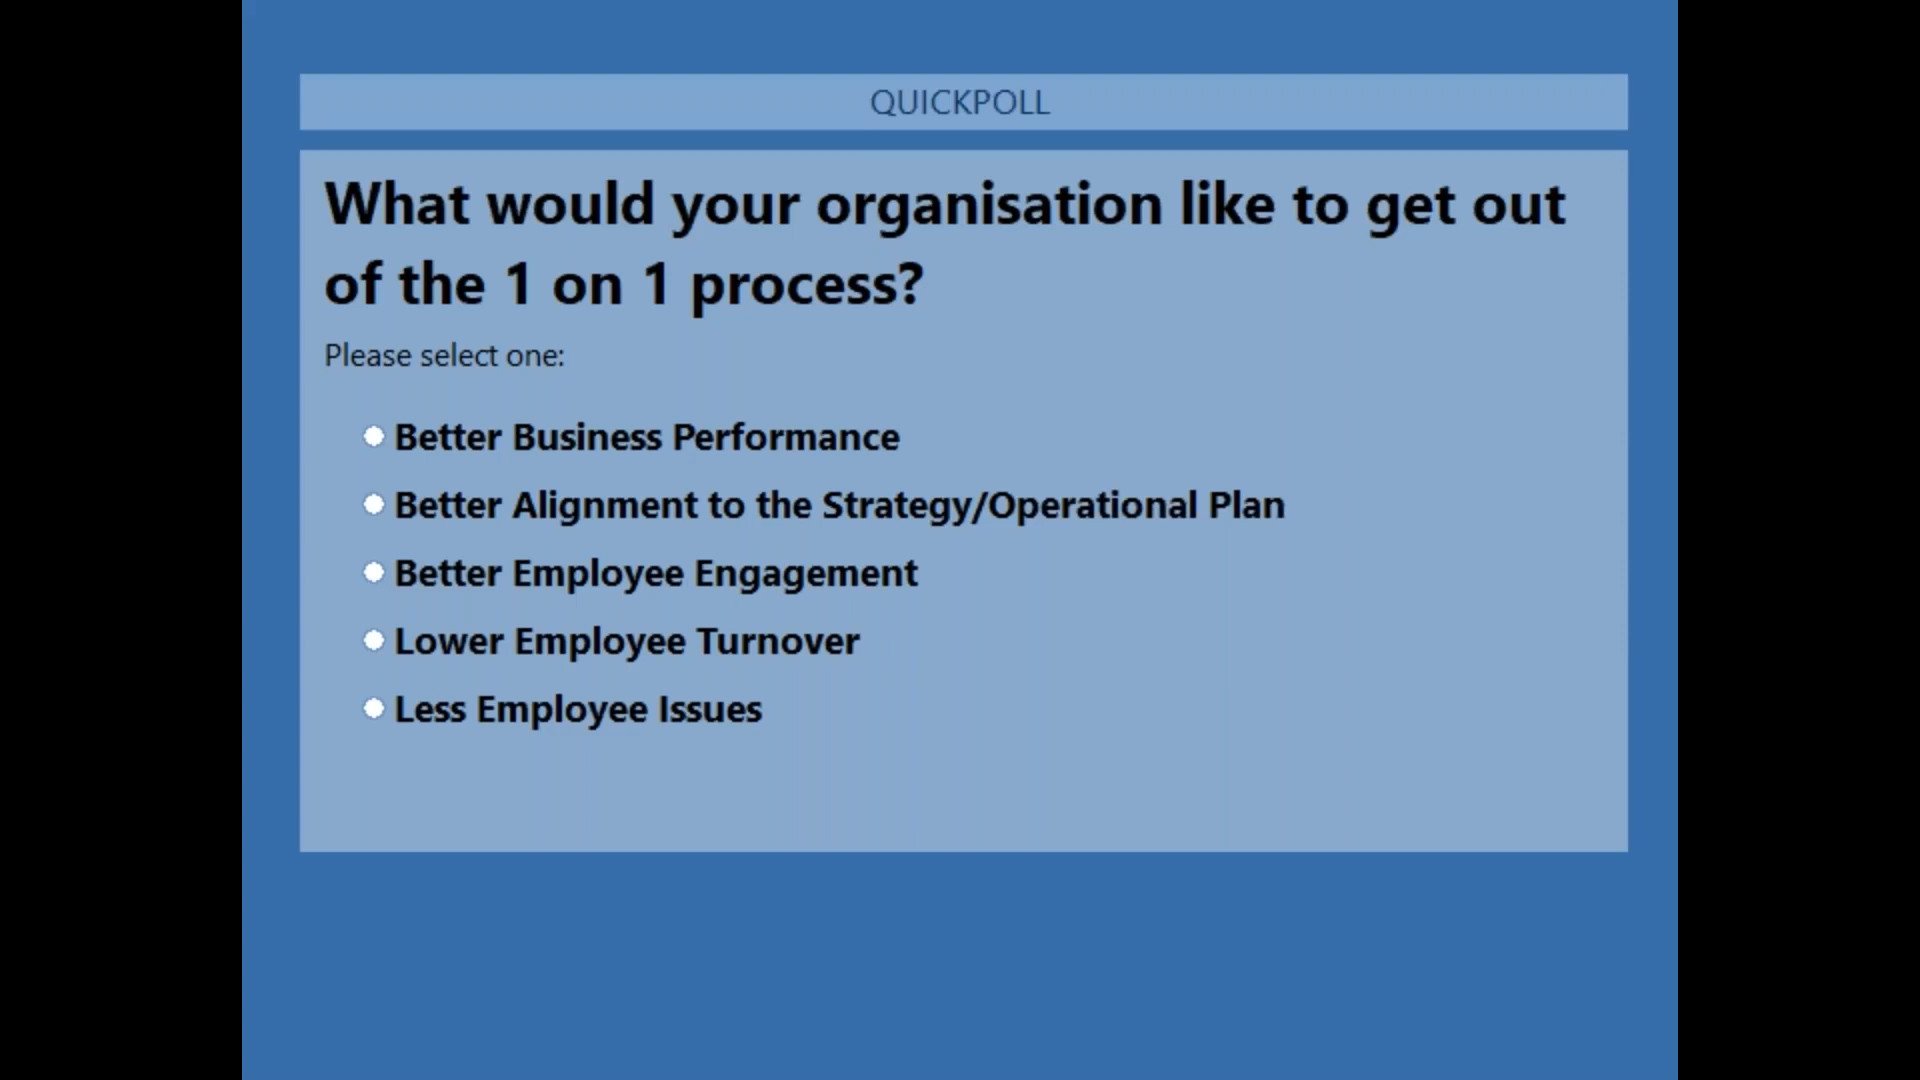 QUICKPOLL
What would your organisation like to get out
of the 1 on 1 process?
Please select one:
Better Business Performance
Better Alignment to the Strategy/Operational Plan
Better Employee Engagement
Lower Employee Turnover
Less Employee Issues